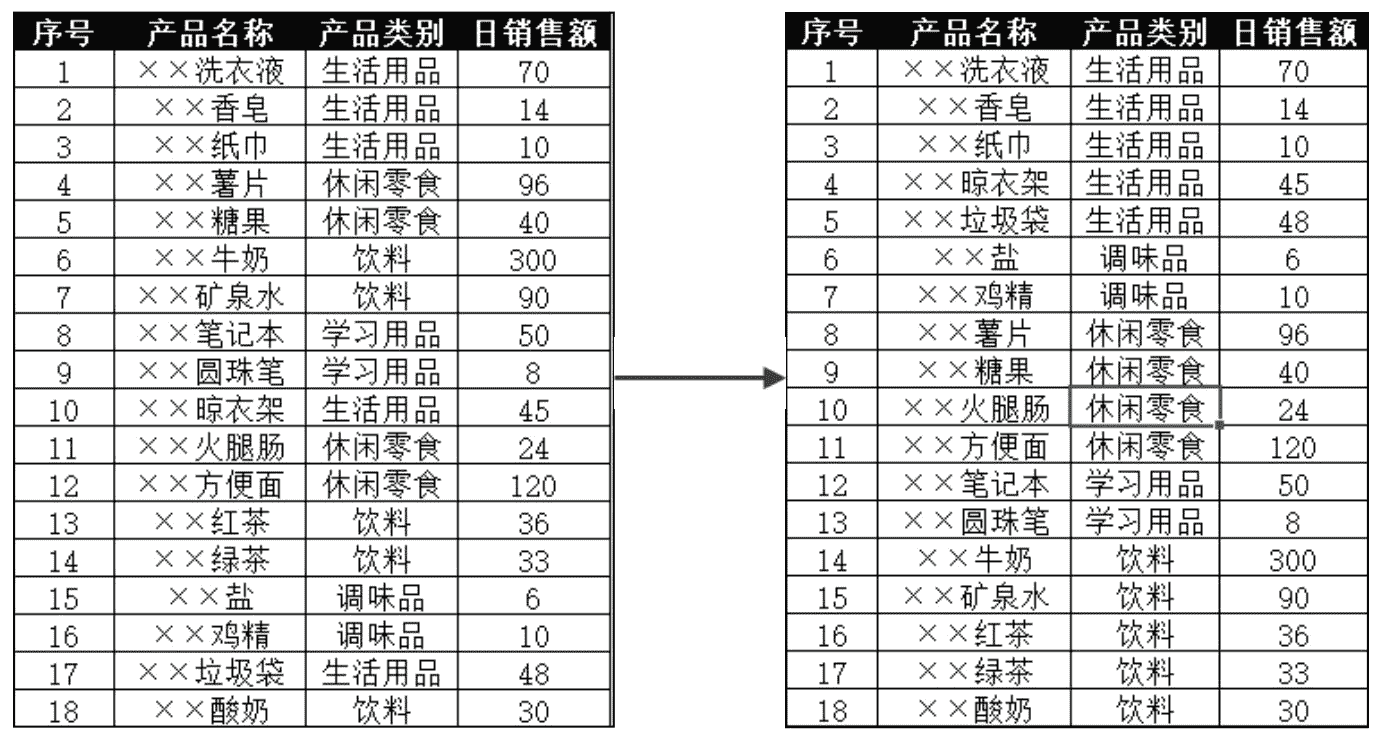 序号 产品名称 产品类别 日销售额
1 ××洗衣液 生活用品 70
2 ××香皂 生活用品 14
3 ××纸巾 生活用品 10
4 ××薯片 休闲零食 96
5 ××糖果 休闲零食 40
6 ××牛奶 饮料 300
7 ××矿泉水 饮料 90
8 ××笔记本 学习用品 50
9 ××圆珠笔 学习用品 8
10 ××晾衣架 生活用品 45
11 ××火腿肠 休闲零食 24
12 ××方便面 休闲零食 120
13 ××红茶 饮料 36
14 ××绿茶 饮料 33
15 ××盐 调味品 6
16 ××鸡精 调味品 10
17 ××垃圾袋 生活用品 48
18 ××酸奶 饮料 30
序号 产品名称 产品类别 日销售额
1 ××洗衣液 生活用品 70
2 ××香皂 生活用品 14
3 ××纸巾 生活用品 10
4 ××晾衣架 生活用品 45
5 ××垃圾袋 生活用品 48
6 ××盐 调味品 6
7 ××鸡精 调味品 10
8 ××薯片 休闲零食 96
9 ××糖果 休闲零食 40
10 ××火腿肠 休闲零食 24
11 ××方便面 休闲零食 120
12 ××笔记本 学习用品 50
13 ××圆珠笔 学习用品 8
14 ××牛奶 饮料 300
15 ××矿泉水 饮料 90
16 ××红茶 饮料 36
17 ××绿茶 饮料 33
18 ××酸奶 饮料 30